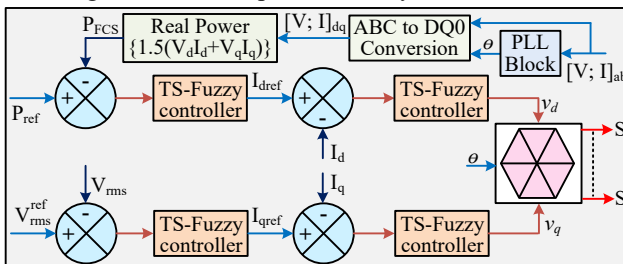 P_FCS
Real Power
{1.5(V_dI_d+V_qI_q)}
[V; I]_dq
ABC to DQ0
Conversion
θ
PLL
Block
[V; I]_ab
P_ref
+
-
TS-Fuzzy
controller
I_dref
+
-
I_d
TS-Fuzzy
controller
v_d
θ
S
S
V_rms
V_rms^ref
+
-
TS-Fuzzy
controller
I_qref
I_q
+
-
TS-Fuzzy
controller
v_q